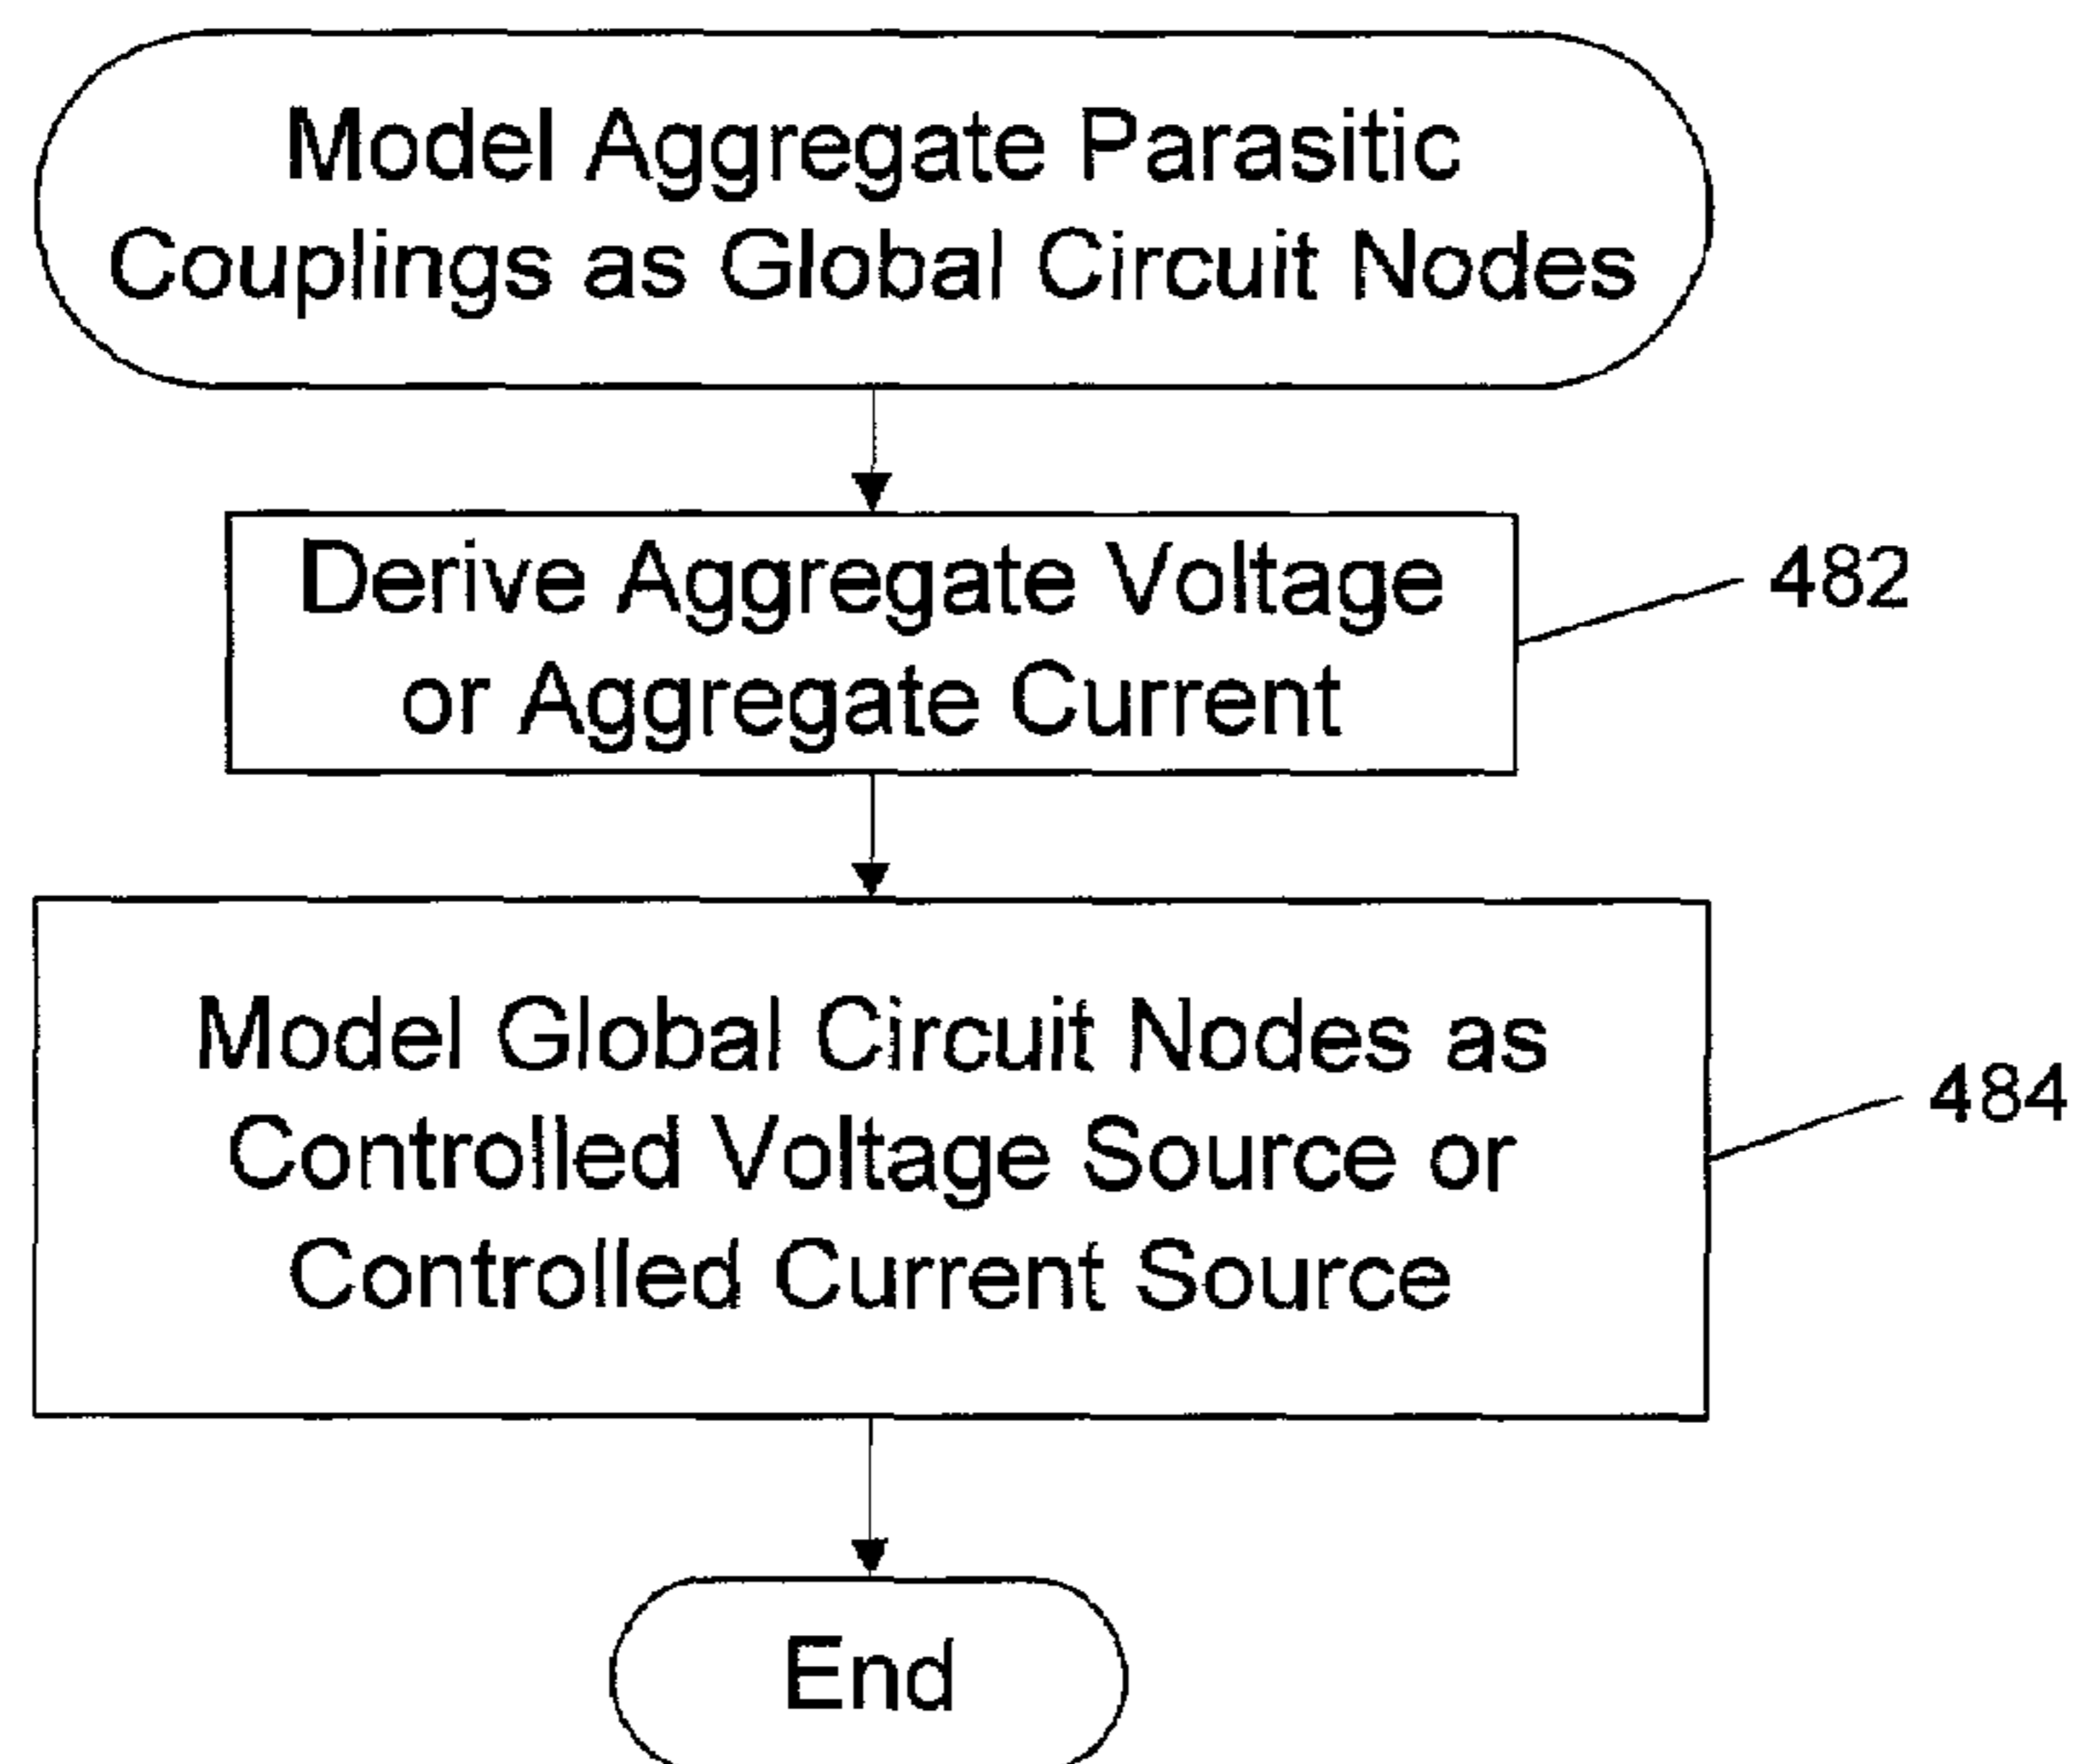 Model Aggregate Parasitic
Couplings as Global Circuit Nodes
Derive Aggregate Voltage
or Aggregate Current
482
Model Global Circuit Nodes as
Controlled Voltage Source or
Controlled Current Source
484
End